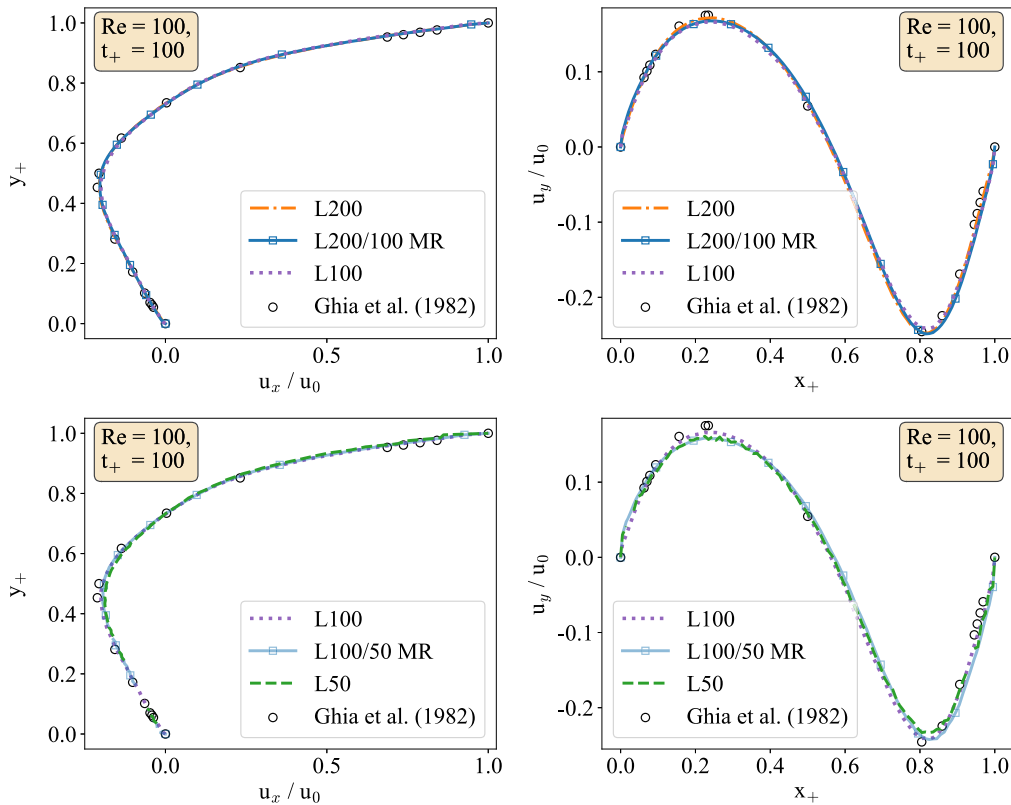 Re = 100,
t₊ = 100
1.0
0.8
0.6
0.4
0.2
0.0
y₊
0.0
0.5
1.0
uₓ / u₀
L200
L200/100 MR
L100
Ghia et al. (1982)
Re = 100,
t₊ = 100
0.1
0.0
-0.1
-0.2
u_y / u₀
0.0
0.2
0.4
0.6
0.8
1.0
x₊
L200
L200/100 MR
L100
Ghia et al. (1982)
Re = 100,
t₊ = 100
1.0
0.8
0.6
0.4
0.2
0.0
y₊
0.0
0.5
1.0
uₓ / u₀
L100
L100/50 MR
L50
Ghia et al. (1982)
Re = 100,
t₊ = 100
0.1
0.0
-0.1
-0.2
u_y / u₀
0.0
0.2
0.4
0.6
0.8
1.0
x₊
L100
L100/50 MR
L50
Ghia et al. (1982)